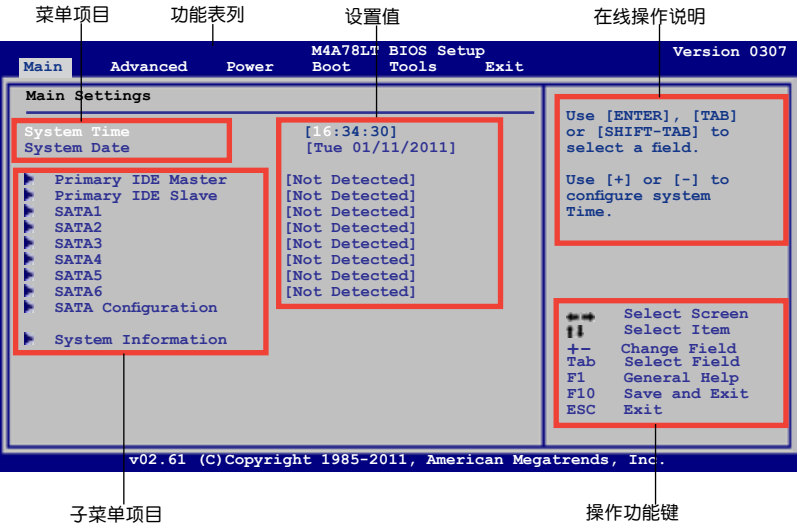 菜单项目 功能表列 设置值 在线操作说明
M4A78LT BIOS Setup Version 0307
Main Advanced Power Boot Tools Exit
Main Settings
System Time [16:34:30]
System Date [Tue 01/11/2011]
Primary IDE Master [Not Detected]
Primary IDE Slave [Not Detected]
SATA1 [Not Detected]
SATA2 [Not Detected]
SATA3 [Not Detected]
SATA4 [Not Detected]
SATA5 [Not Detected]
SATA6 [Not Detected]
SATA Configuration
System Information
Use [ENTER], [TAB]
or [SHIFT-TAB] to
select a field.
Use [+] or [-] to
configure system
Time.
Select Screen
Select Item
+- Change Field
Tab Select Field
F1 General Help
F10 Save and Exit
ESC Exit
v02.61 (C)Copyright 1985-2011, American Megatrends, Inc.
子菜单项目 操作功能键